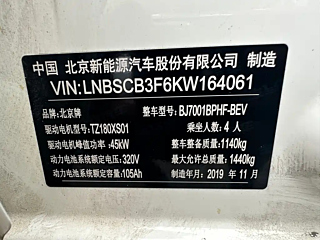 中国 北京新能源汽车股份有限公司 制造
VIN:LNBSCB3F6KW164061
品牌:北京牌 整车型号:BJ7001BPHF-BEV
驱动电机型号:TZ180XS01 乘坐人数:4 人
驱动电机峰值功率:45kW 整车整备质量:1140kg
动力电池系统额定电压:320V 最大允许总质量:1440kg
动力电池系统额定容量:105Ah 制造年月:2019 年 11 月